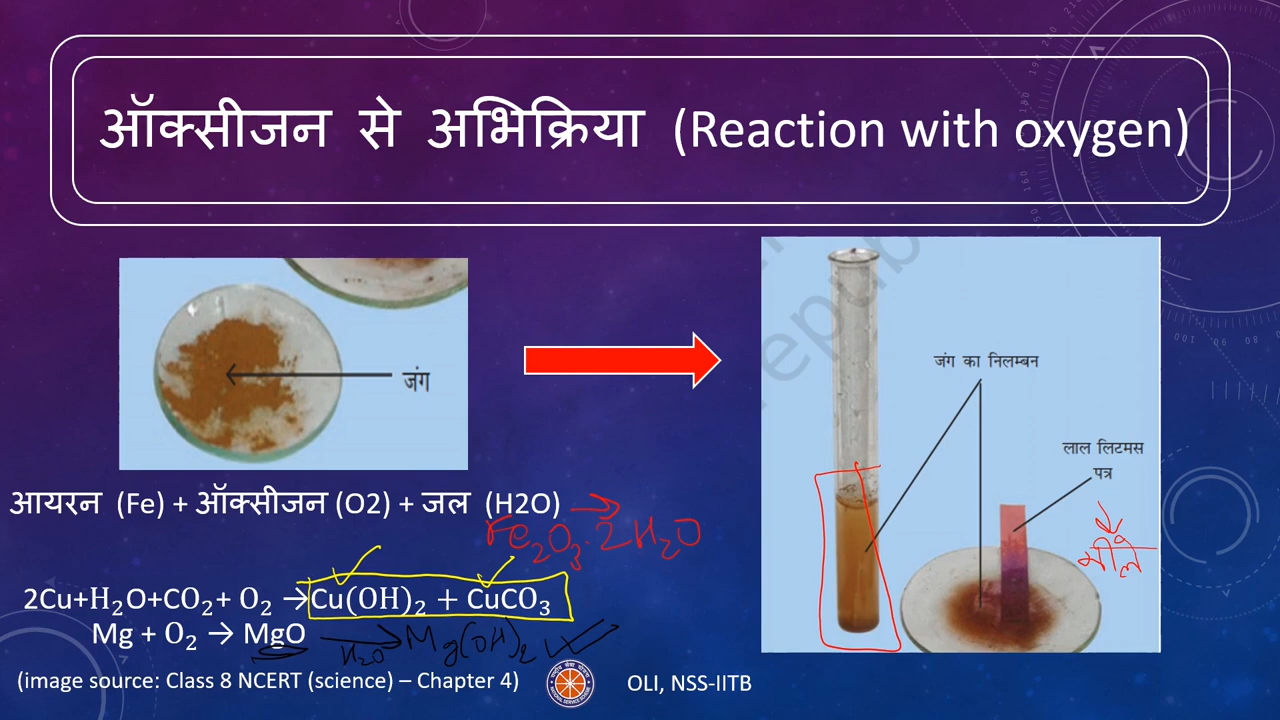 ऑक्सीजन से अभिक्रिया (Reaction with oxygen)
जंग
जंग का निलम्बन
लाल लिटमस
पत्र
नीले
आयरन (Fe) + ऑक्सीजन (O2) + जल (H2O) →
Fe₂O₃.2H₂O
2Cu+H₂O+CO₂+ O₂ →Cu(OH)₂ + CuCO₃
Mg + O₂ → MgO →H₂O Mg(OH)₂
(image source: Class 8 NCERT (science) – Chapter 4)
OLI, NSS-IITB